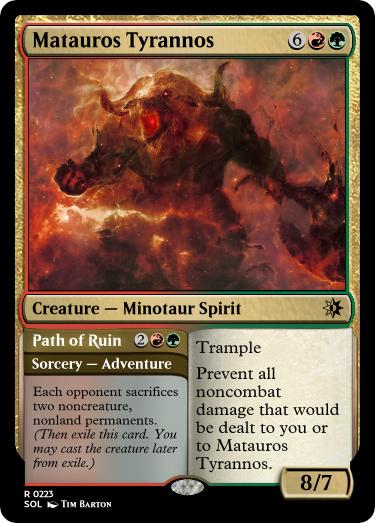 Matauros Tyrannos 6
Creature — Minotaur Spirit
Path of Ruin 2
Sorcery — Adventure
Each opponent sacrifices
two noncreature,
nonland permanents.
(Then exile this card. You
may cast the creature later
from exile.)
Trample
Prevent all
noncombat
damage that would
be dealt to you or
to Matauros
Tyrannos.
8/7
R 0223
SOL Tim Barton